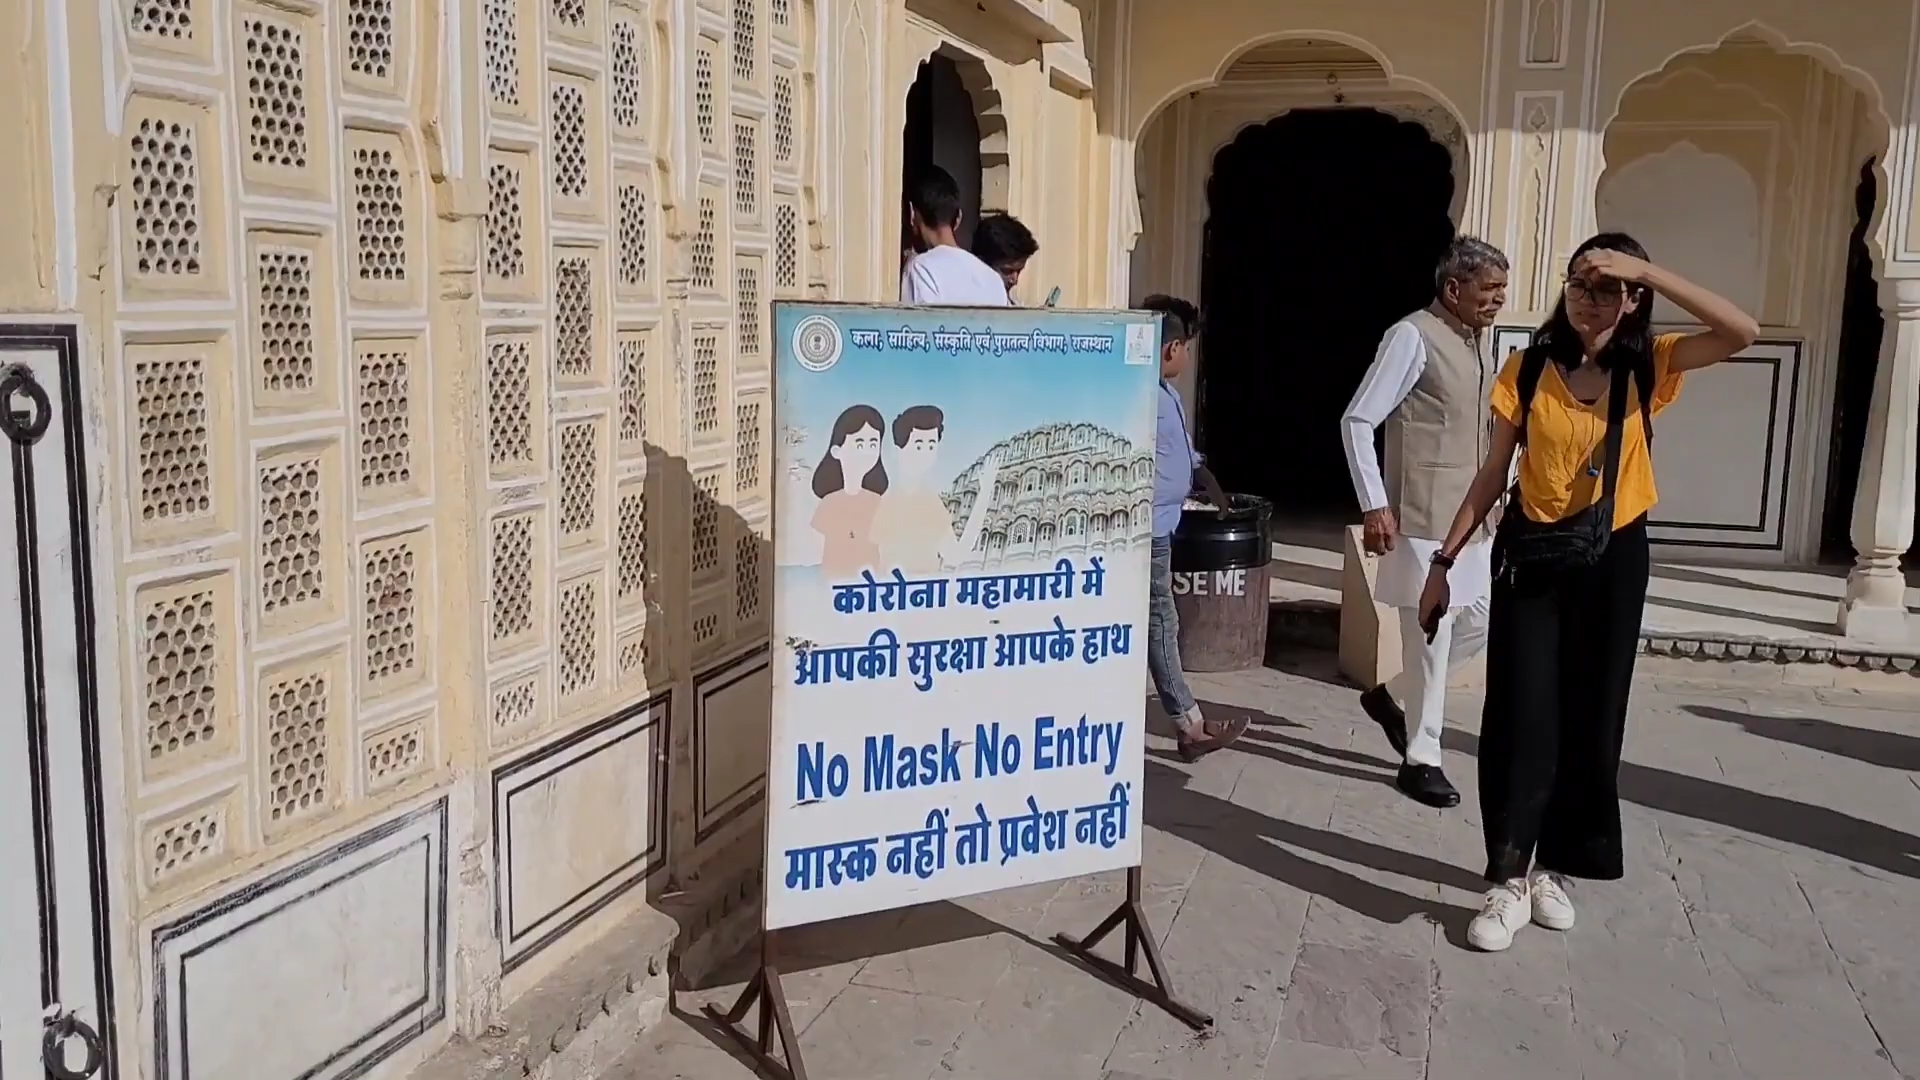 कला, साहित्य, संस्कृति एवं पुरातत्व विभाग, राजस्थान
कोरोना महामारी में
आपकी सुरक्षा आपके हाथ
No Mask No Entry
मास्क नहीं तो प्रवेश नहीं
SE ME